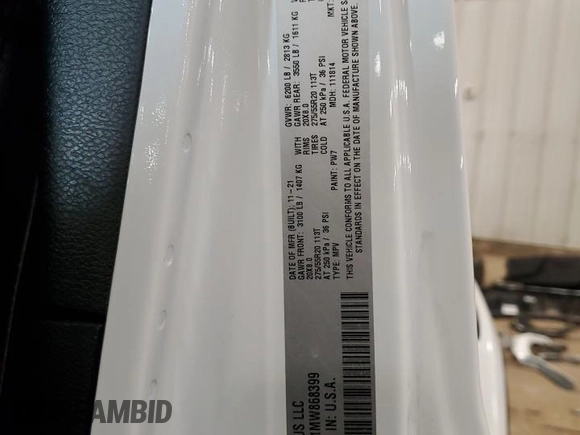 US LLC
MW868399
IN: U.S.A.
DATE OF MFR (BUILT): 11-21 GVWR: 6200 LB / 2813 KG
GAWR FRONT: 3100 LB / 1407 KG WITH GAWR REAR: 3550 LB / 1611 KG
20X8.0 RIMS 20X8.0
275/55R20 113T TIRES 275/55R20 113T
AT 250 kPa / 36 PSI COLD AT 250 kPa / 36 PSI
TYPE: MPV PAINT: PW7 MDH: 111814 MKT:
THIS VEHICLE CONFORMS TO ALL APPLICABLE U.S.A. FEDERAL MOTOR VEHICLE
STANDARDS IN EFFECT ON THE DATE OF MANUFACTURE SHOWN ABOVE.